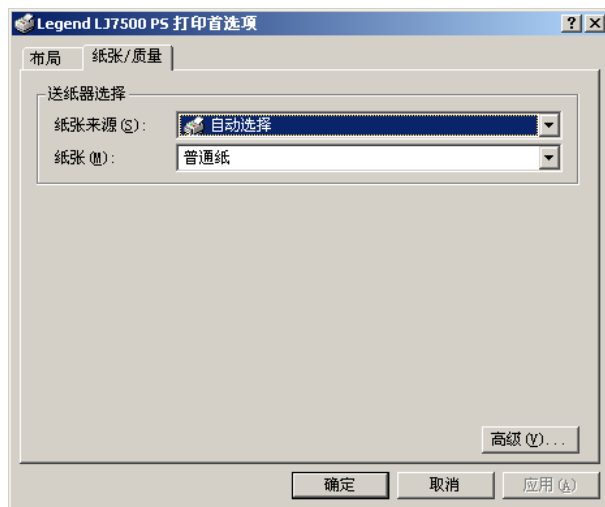 Legend LJ7500 PS 打印首选项
布局 纸张/质量
送纸器选择
纸张来源(S): 自动选择
纸张(M): 普通纸
高级(V)...
确定 取消 应用(A)